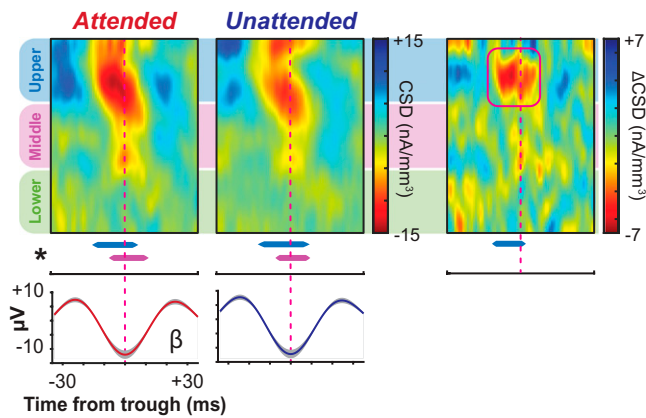 Attended Unattended
Upper
Middle
Lower
+15
CSD (nA/mm³)
-15
+7
ΔCSD (nA/mm³)
-7
*
+10
μV
-10
β
-30 +30
Time from trough (ms)